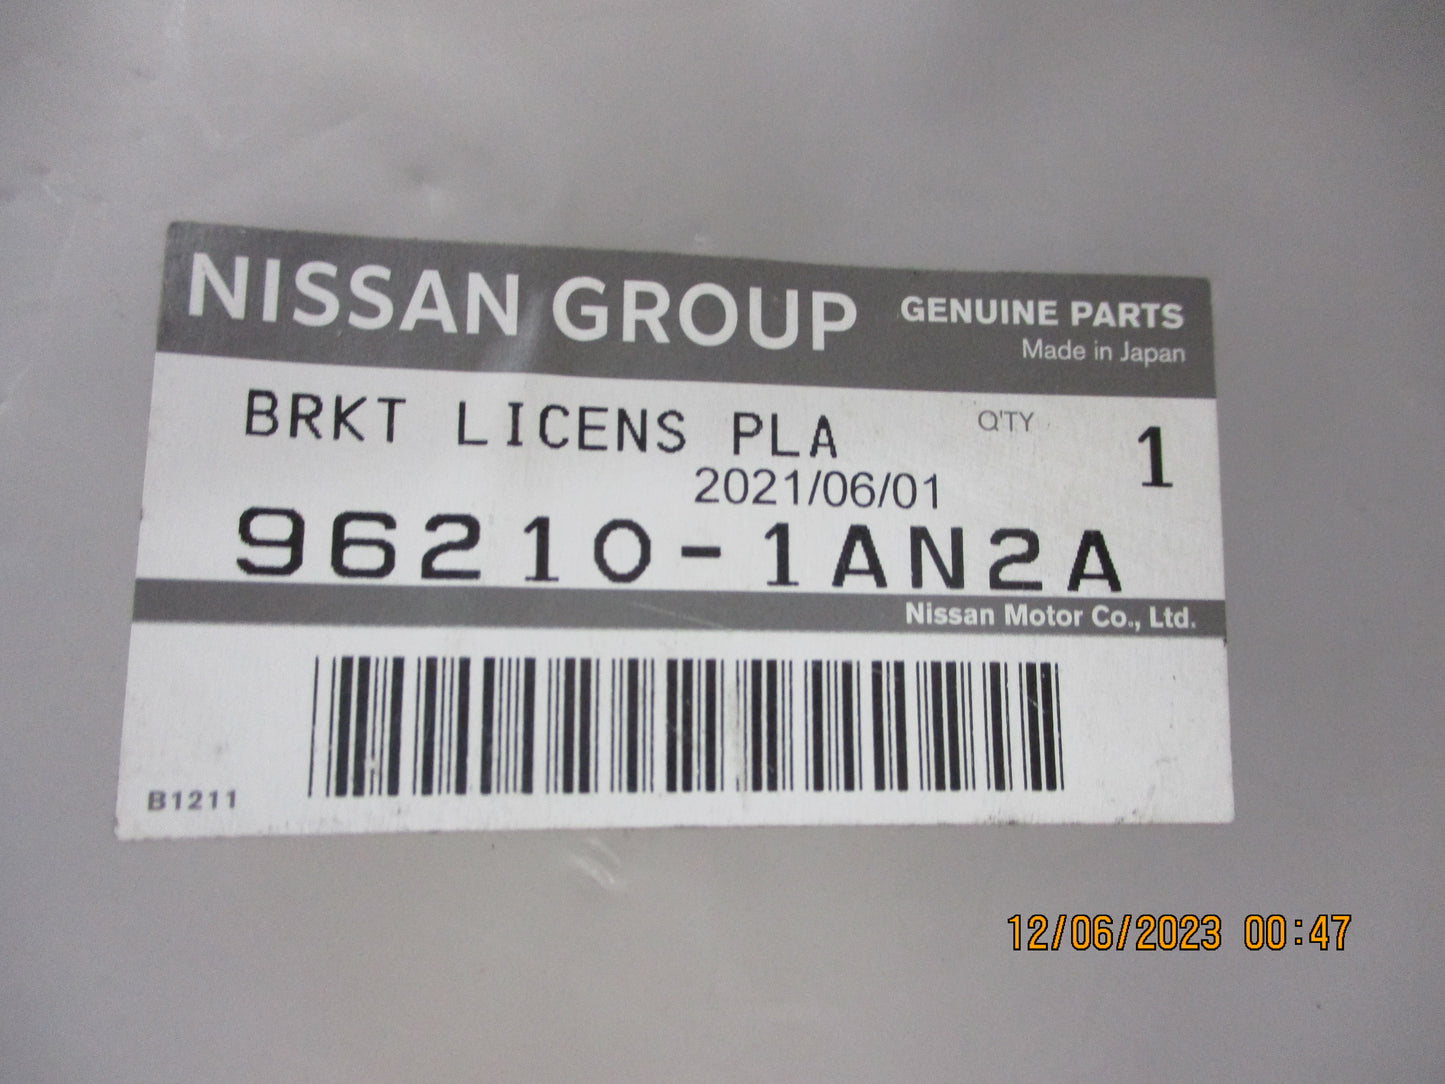 NISSAN GROUP GENUINE PARTS
Made in Japan
BRKT LICENS PLA Q'TY 1
2021/06/01
96210-1AN2A
Nissan Motor Co., Ltd.
B1211
12/06/2023 00:47